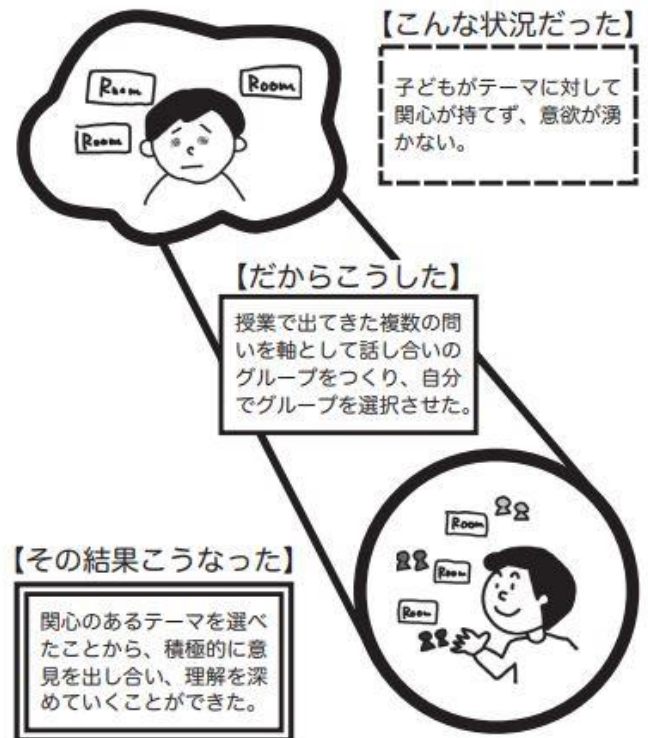 【こんな状況だった】
子どもがテーマに対して
関心が持てず、意欲が湧
かない。
Room
Room
Room
【だからこうした】
授業で出てきた複数の問
いを軸として話し合いの
グループをつくり、自分
でグループを選択させた。
Room
Room
Room
【その結果こうなった】
関心のあるテーマを選べ
たことから、積極的に意
見を出し合い、理解を深
めていくことができた。